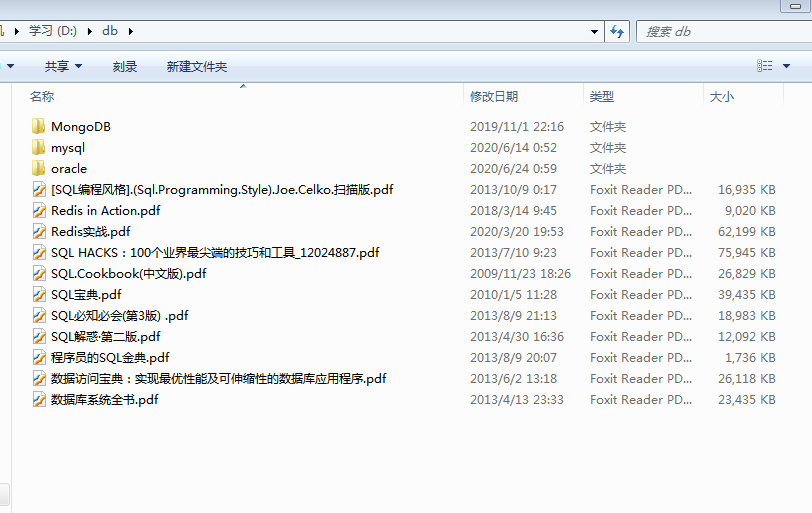 学习 (D:) db 搜索 db
共享 刻录 新建文件夹
名称 修改日期 类型 大小
MongoDB 2019/11/1 22:16 文件夹
mysql 2020/6/14 0:52 文件夹
oracle 2020/6/24 0:59 文件夹
[SQL编程风格].(Sql.Programming.Style).Joe.Celko.扫描版.pdf 2013/10/9 0:17 Foxit Reader PD... 16,935 KB
Redis in Action.pdf 2018/3/14 9:45 Foxit Reader PD... 9,020 KB
Redis实战.pdf 2020/3/20 19:53 Foxit Reader PD... 62,199 KB
SQL HACKS：100个业界最尖端的技巧和工具_12024887.pdf 2013/7/10 9:23 Foxit Reader PD... 75,945 KB
SQL.Cookbook(中文版).pdf 2009/11/23 18:26 Foxit Reader PD... 26,829 KB
SQL宝典.pdf 2010/1/5 11:28 Foxit Reader PD... 39,435 KB
SQL必知必会(第3版) .pdf 2013/8/9 21:13 Foxit Reader PD... 18,983 KB
SQL解惑·第二版.pdf 2013/4/30 16:36 Foxit Reader PD... 12,092 KB
程序员的SQL金典.pdf 2013/8/9 20:07 Foxit Reader PD... 1,736 KB
数据访问宝典：实现最优性能及可伸缩性的数据库应用程序.pdf 2013/6/2 13:18 Foxit Reader PD... 26,118 KB
数据库系统全书.pdf 2013/4/13 23:33 Foxit Reader PD... 23,435 KB